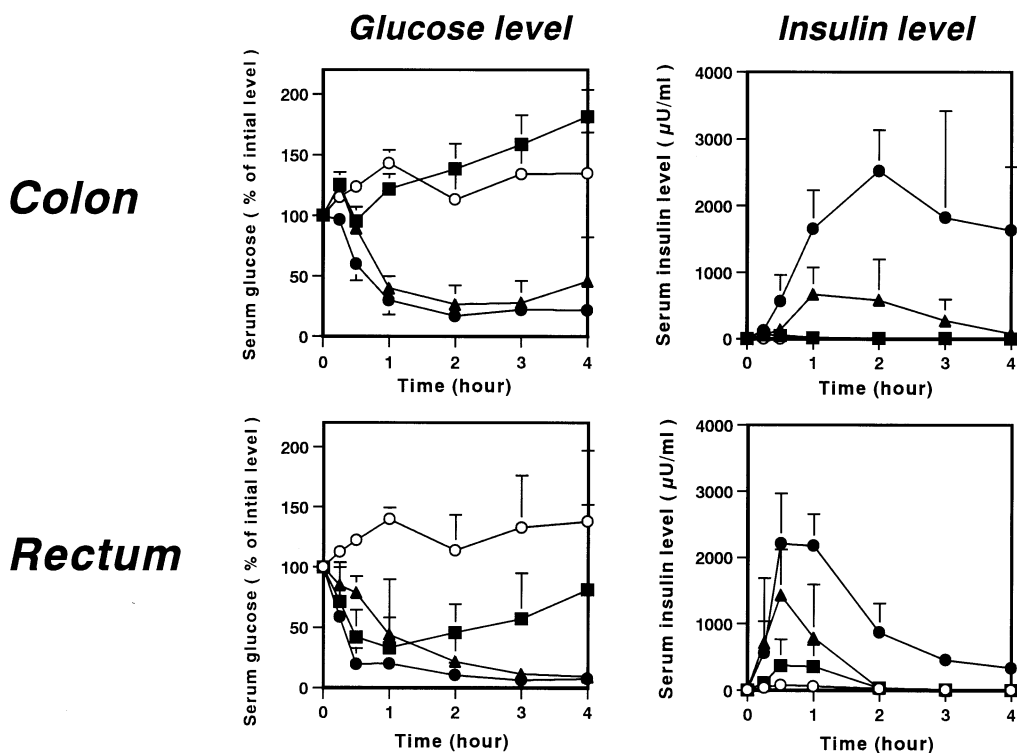 Glucose level
Insulin level
Colon
Serum glucose ( % of intial level )
200
150
100
50
0
0 1 2 3 4
Time (hour)
Serum insulin level ( µU/ml )
4000
3000
2000
1000
0
0 1 2 3 4
Time (hour)
Rectum
Serum glucose ( % of intial level )
200
150
100
50
0
0 1 2 3 4
Time (hour)
Serum insulin level ( µU/ml )
4000
3000
2000
1000
0
0 1 2 3 4
Time (hour)